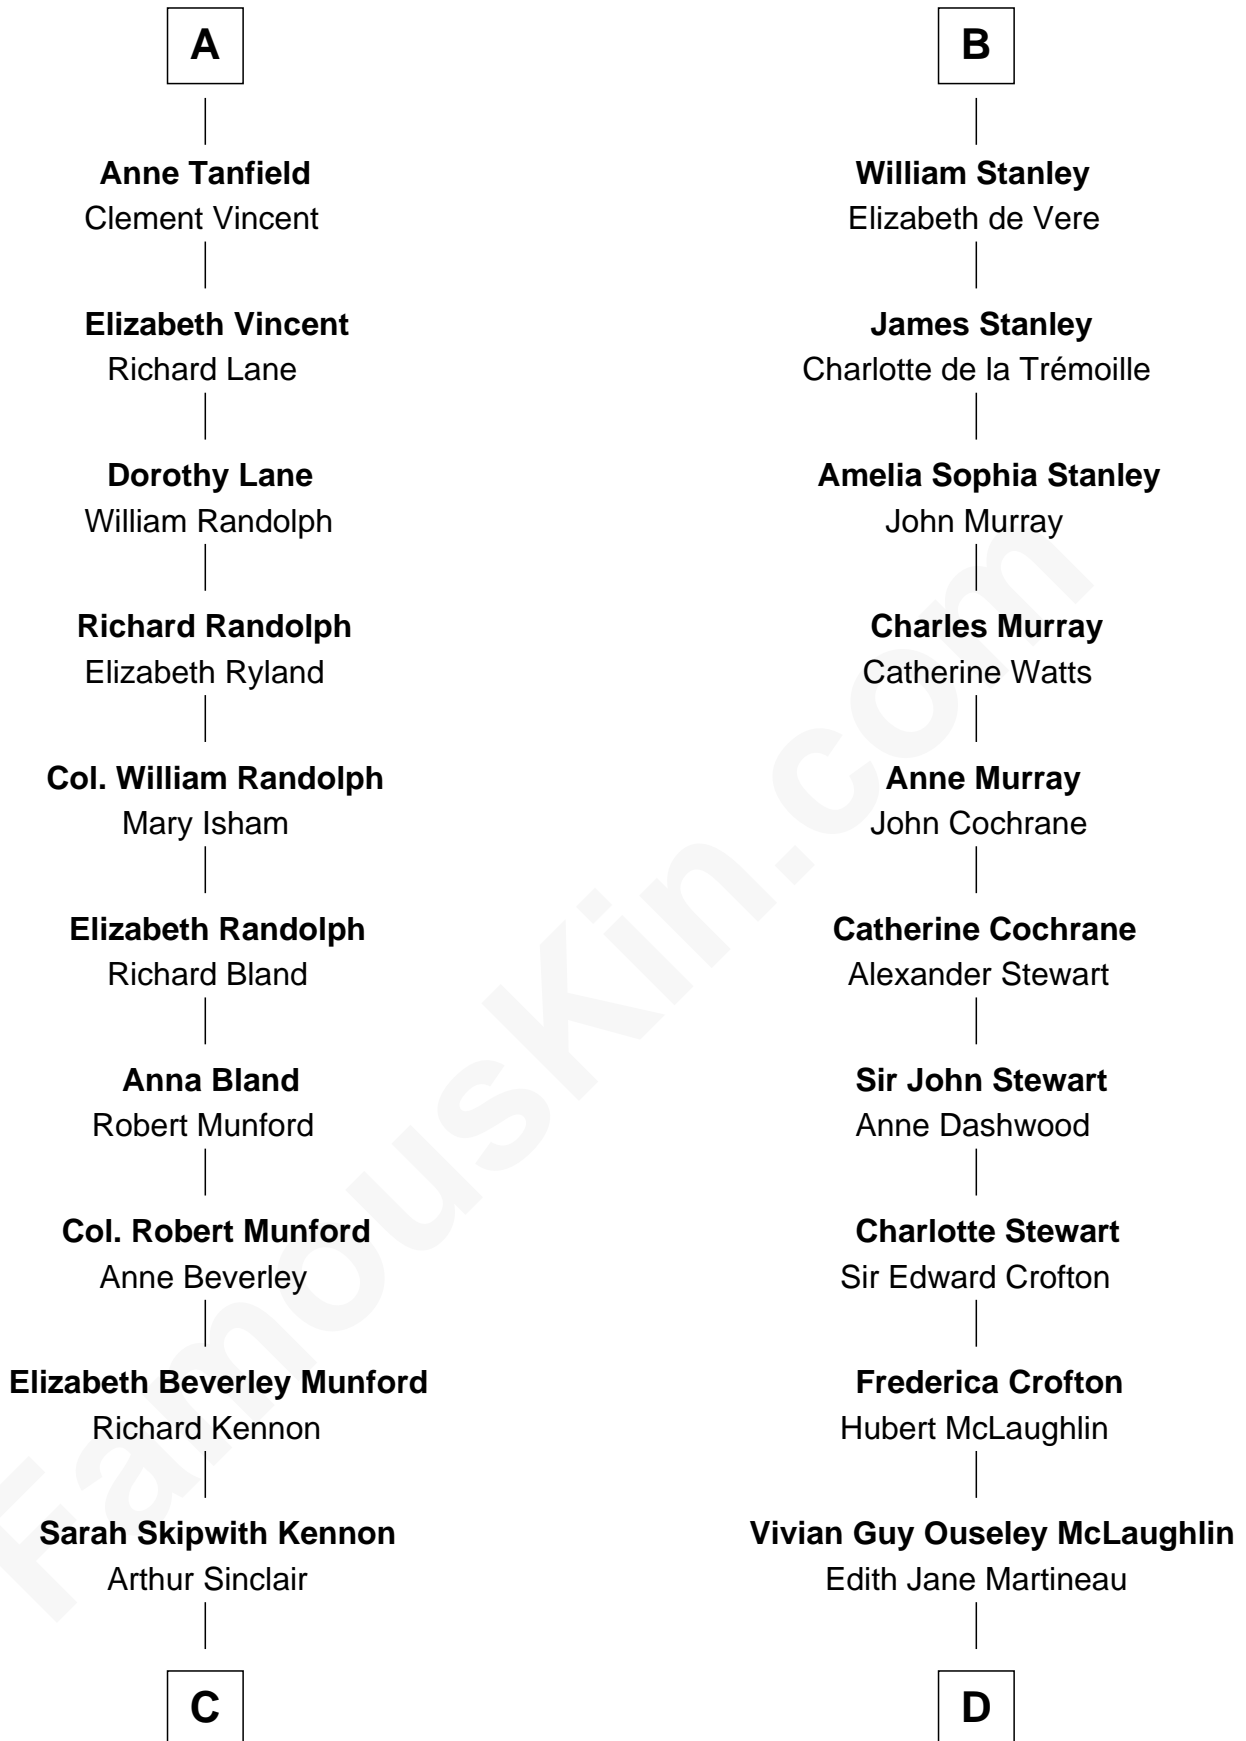 A
Anne Tanfield
Clement Vincent
Elizabeth Vincent
Richard Lane
Dorothy Lane
William Randolph
Richard Randolph
Elizabeth Ryland
Col. William Randolph
Mary Isham
Elizabeth Randolph
Richard Bland
Anna Bland
Robert Munford
Col. Robert Munford
Anne Beverley
Elizabeth Beverley Munford
Richard Kennon
Sarah Skipwith Kennon
Arthur Sinclair
C
B
William Stanley
Elizabeth de Vere
James Stanley
Charlotte de la Trémoille
Amelia Sophia Stanley
John Murray
Charles Murray
Catherine Watts
Anne Murray
John Cochrane
Catherine Cochrane
Alexander Stewart
Sir John Stewart
Anne Dashwood
Charlotte Stewart
Sir Edward Crofton
Frederica Crofton
Hubert McLaughlin
Vivian Guy Ouseley McLaughlin
Edith Jane Martineau
D
FamousKin.com